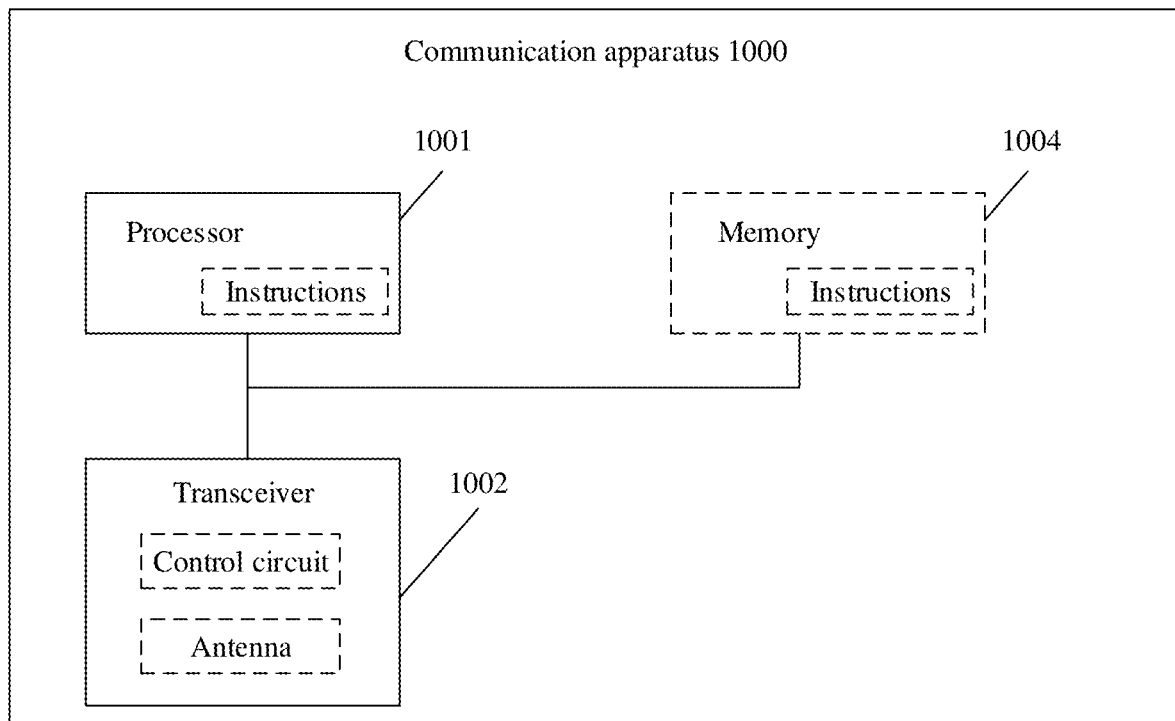 Communication apparatus 1000
1001
1004
Processor
Instructions
Memory
Instructions
Transceiver
1002
Control circuit
Antenna